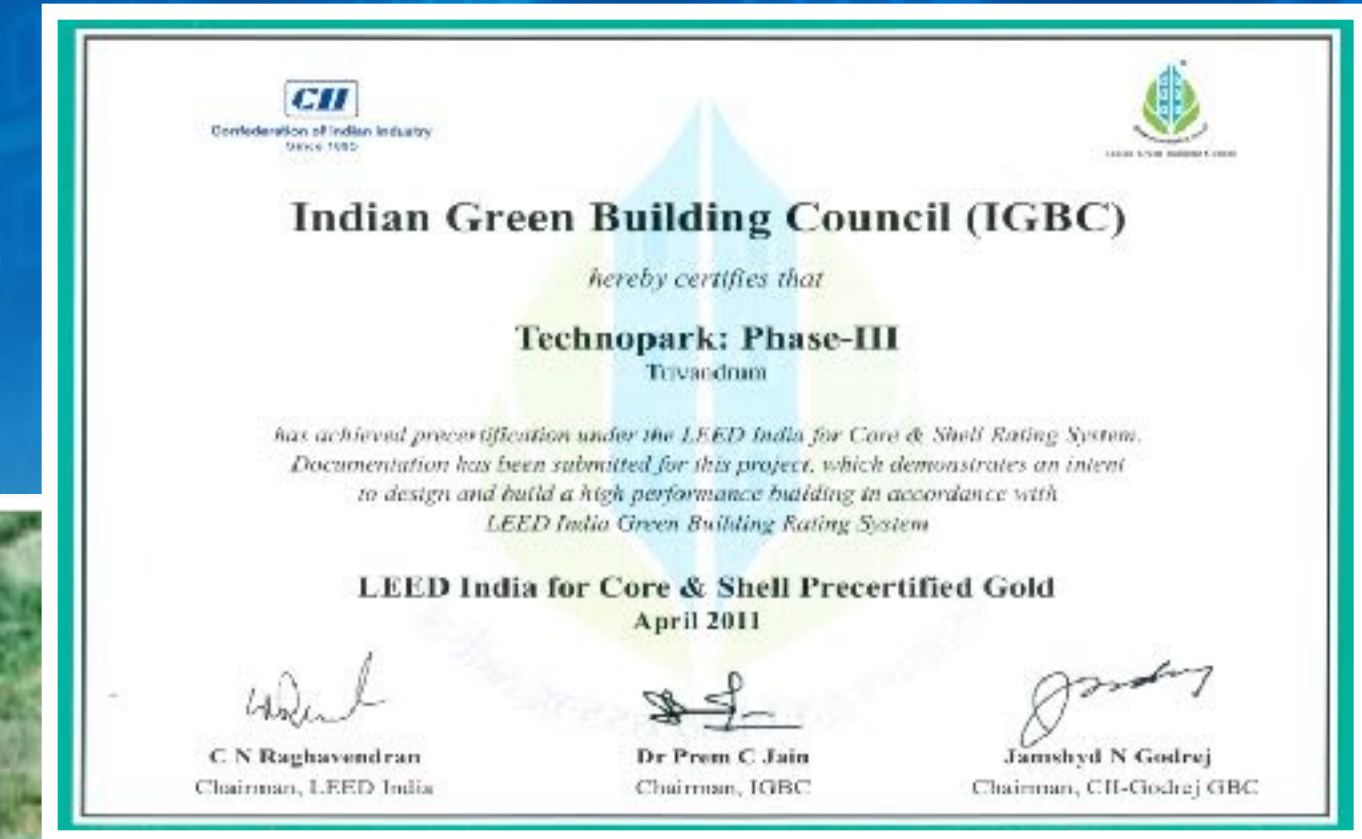 CII
Confederation of Indian Industry
Since 1895
Indian Green Building Council (IGBC)
hereby certifies that
Technopark: Phase-III
Trivandrum
has achieved precertification under the LEED India for Core & Shell Rating System.
Documentation has been submitted for this project, which demonstrates an intent
to design and build a high performance building in accordance with
LEED India Green Building Rating System
LEED India for Core & Shell Precertified Gold
April 2011
C N Raghavendran
Dr Prem C Jain
Jamshyd N Godrej
Chairman, LEED India
Chairman, IGBC
Chairman, CII-Godrej GBC